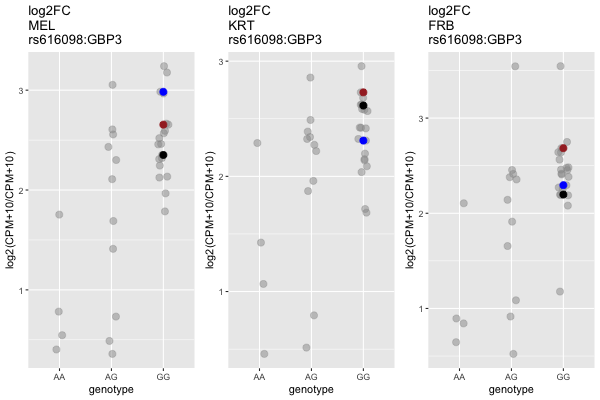 log2FC
MEL
rs616098:GBP3
log2(CPM+10/CPM+10)
3
2
1
AA
AG
GG
genotype
log2FC
KRT
rs616098:GBP3
log2(CPM+10/CPM+10)
3
2
1
AA
AG
GG
genotype
log2FC
FRB
rs616098:GBP3
log2(CPM+10/CPM+10)
3
2
1
AA
AG
GG
genotype